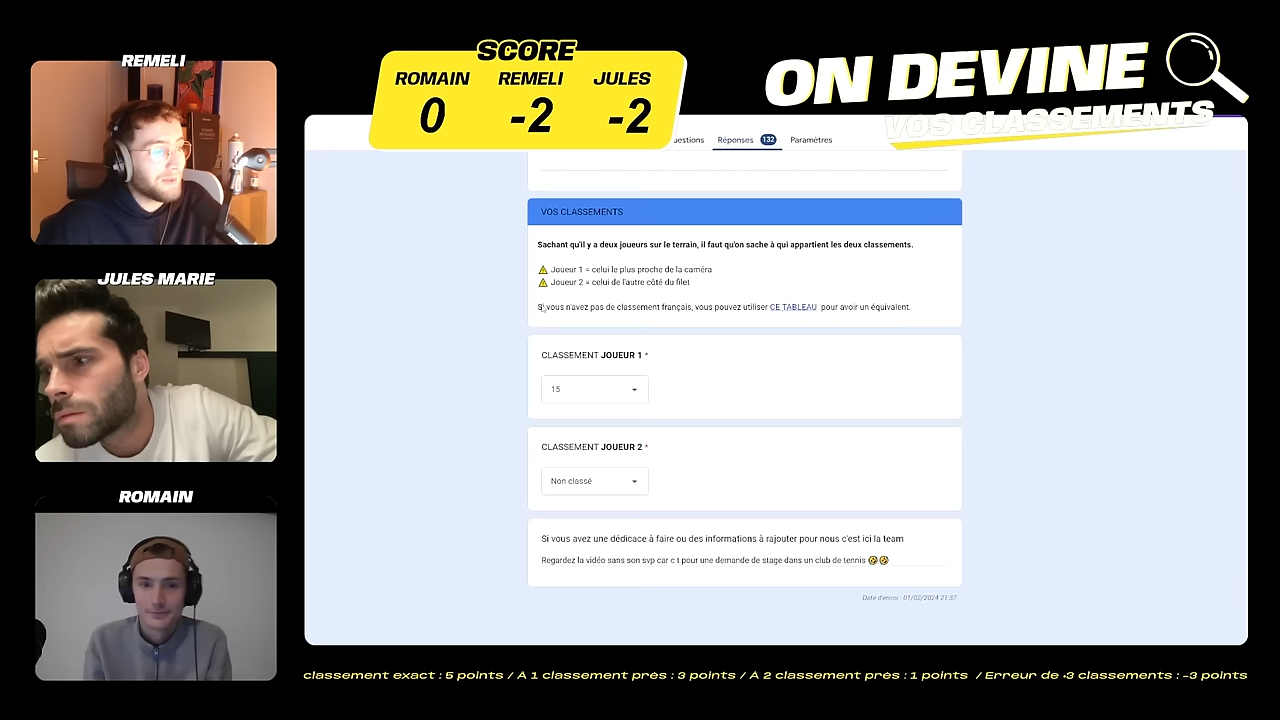 REMELI
JULES MARIE
ROMAIN
SCORE
ROMAIN REMELI JULES
0 -2 -2
ON DEVINE
VOS CLASSEMENTS
uestions Réponses 132 Paramètres
VOS CLASSEMENTS
Sachant qu'il y a deux joueurs sur le terrain, il faut qu'on sache à qui appartient les deux classements.
Joueur 1 = celui le plus proche de la caméra
Joueur 2 = celui de l'autre côté du filet
Si vous n'avez pas de classement français, vous pouvez utiliser CE TABLEAU pour avoir un équivalent.
CLASSEMENT JOUEUR 1 *
15
CLASSEMENT JOUEUR 2 *
Non classé
Si vous avez une dédicace à faire ou des informations à rajouter pour nous c'est ici la team
Regardez la vidéo sans son svp car c t pour une demande de stage dans un club de tennis 🤣🤣
Date d'envoi : 01/02/2024 21:37
classement exact : 5 points / À 1 classement près : 3 points / À 2 classement près : 1 points / Erreur de +3 classements : -3 points